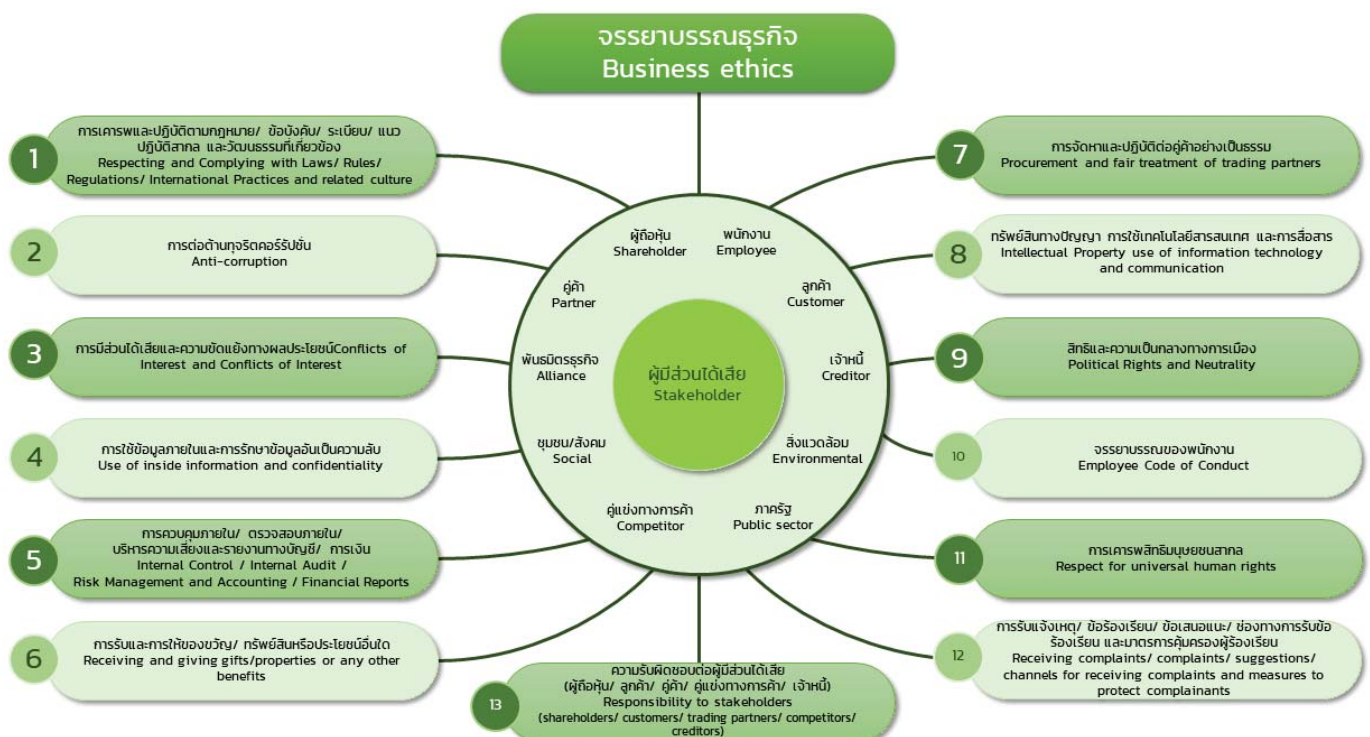 จรรยาบรรณธุรกิจ
Business ethics
1
การเคารพและปฏิบัติตามกฎหมาย/ ข้อบังคับ/ ระเบียบ/ แนว
ปฏิบัติสากล และวัฒนธรรมที่เกี่ยวข้อง
Respecting and Complying with Laws/ Rules/
Regulations/ International Practices and related culture
2
การต่อต้านทุจริตคอร์รัปชั่น
Anti-corruption
3
การมีส่วนได้เสียและความขัดแย้งทางผลประโยชน์Conflicts of
Interest and Conflicts of Interest
4
การใช้ข้อมูลภายในและการรักษาข้อมูลอันเป็นความลับ
Use of inside information and confidentiality
5
การควบคุมภายใน/ ตรวจสอบภายใน/
บริหารความเสี่ยงและรายงานทางบัญชี/ การเงิน
Internal Control / Internal Audit /
Risk Management and Accounting / Financial Reports
6
การรับและการให้ของขวัญ/ ทรัพย์สินหรือประโยชน์อื่นใด
Receiving and giving gifts/properties or any other
benefits
ผู้ถือหุ้น
Shareholder
พนักงาน
Employee
คู่ค้า
Partner
ลูกค้า
Customer
พันธมิตรธุรกิจ
Alliance
เจ้าหนี้
Creditor
ผู้มีส่วนได้เสีย
Stakeholder
ชุมชน/สังคม
Social
สิ่งแวดล้อม
Environmental
คู่แข่งทางการค้า
Competitor
ภาครัฐ
Public sector
7
การจัดหาและปฏิบัติต่อคู่ค้าอย่างเป็นธรรม
Procurement and fair treatment of trading partners
8
ทรัพย์สินทางปัญญา การใช้เทคโนโลยีสารสนเทศ และการสื่อสาร
Intellectual Property use of information technology
and communication
9
สิทธิและความเป็นกลางทางการเมือง
Political Rights and Neutrality
10
จรรยาบรรณของพนักงาน
Employee Code of Conduct
11
การเคารพสิทธิมนุษยชนสากล
Respect for universal human rights
12
การรับแจ้งเหตุ/ ข้อร้องเรียน/ ข้อเสนอแนะ/ ช่องทางการรับข้อ
ร้องเรียน และมาตรการคุ้มครองผู้ร้องเรียน
Receiving complaints/ complaints/ suggestions/
channels for receiving complaints and measures to
protect complainants
13
ความรับผิดชอบต่อผู้มีส่วนได้เสีย
(ผู้ถือหุ้น/ ลูกค้า/ คู่ค้า/ คู่แข่งทางการค้า/ เจ้าหนี้)
Responsibility to stakeholders
(shareholders/ customers/ trading partners/ competitors/
creditors)